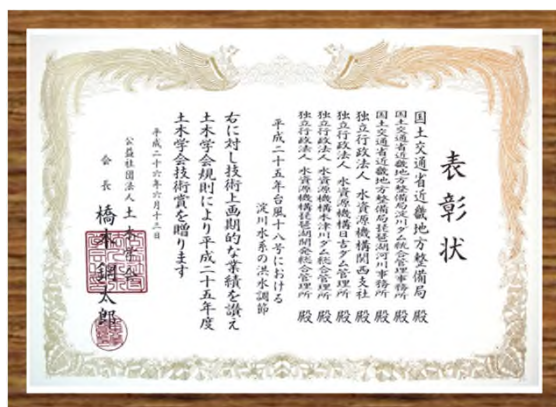 表彰状
国土交通省近畿地方整備局 殿
国土交通省近畿地方整備局淀川ダム統合管理事務所 殿
国土交通省近畿地方整備局琵琶湖河川事務所 殿
独立行政法人 水資源機構関西支社 殿
独立行政法人 水資源機構日吉ダム管理所 殿
独立行政法人 水資源機構木津川ダム総合管理所 殿
独立行政法人 水資源機構琵琶湖開発総合管理所 殿
平成二十五年台風十八号における
淀川水系の洪水調節
右に対し技術上画期的な業績を讃え
土木学会規則により平成二十五年度
土木学会技術賞を贈ります
平成二十六年六月十三日
公益社団法人 土木学会
会長 橋本 鋼太郎